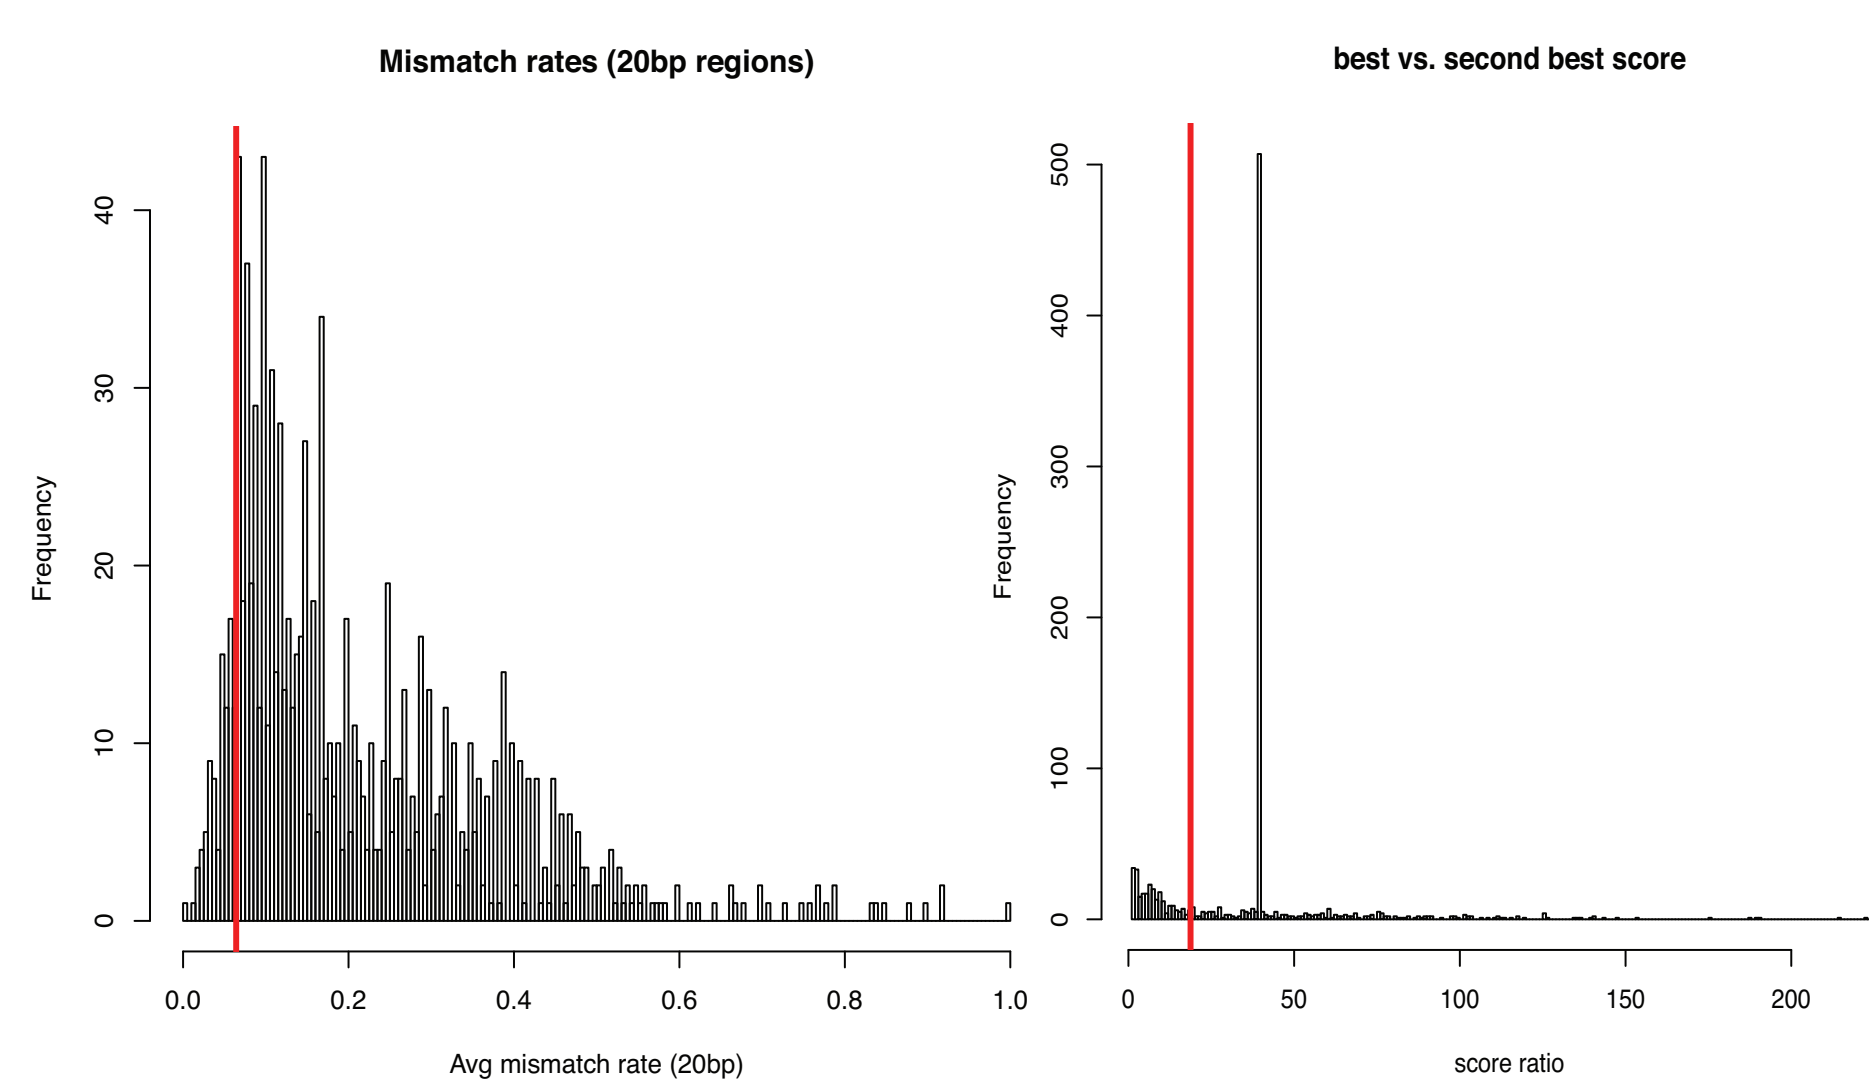 Mismatch rates (20bp regions)
Frequency
0
10
20
30
40
0.0 0.2 0.4 0.6 0.8 1.0
Avg mismatch rate (20bp)
best vs. second best score
Frequency
0
100
200
300
400
500
0 50 100 150 200
score ratio